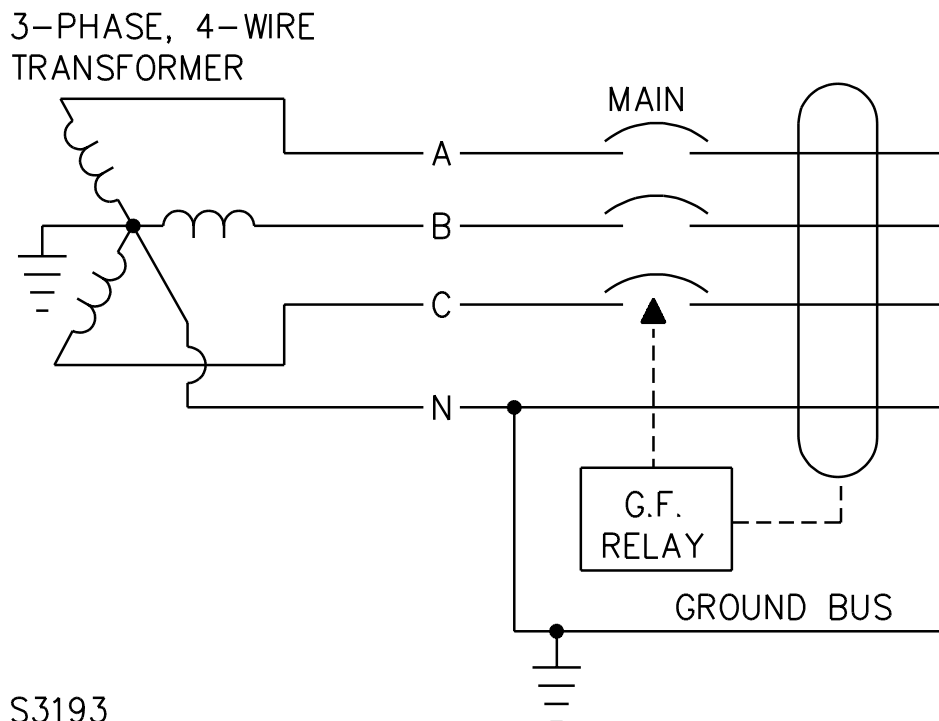 3-PHASE, 4-WIRE
TRANSFORMER
MAIN
A
B
C
N
G.F.
RELAY
GROUND BUS
S3193